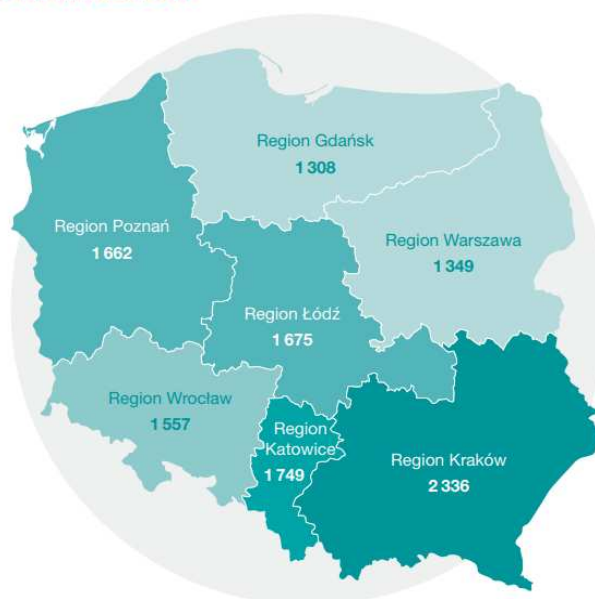 Region Gdańsk
1 308
Region Poznań
1 662
Region Warszawa
1 349
Region Łódź
1 675
Region Wrocław
1 557
Region
Katowice
1 749
Region Kraków
2 336